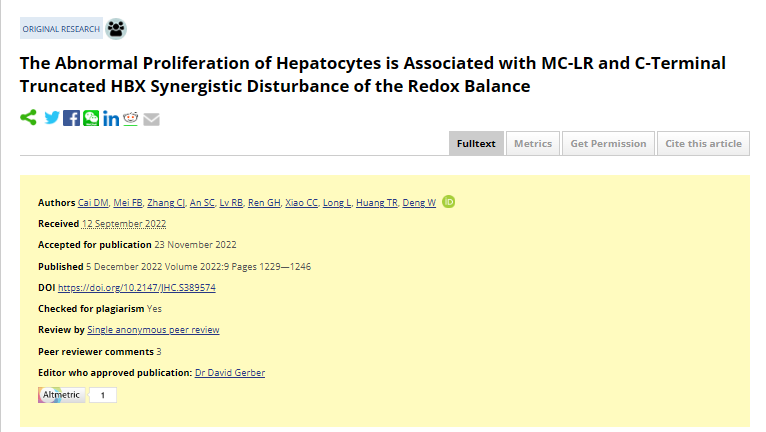 ORIGINAL RESEARCH
The Abnormal Proliferation of Hepatocytes is Associated with MC-LR and C-Terminal
Truncated HBX Synergistic Disturbance of the Redox Balance
Fulltext Metrics Get Permission Cite this article
Authors Cai DM, Mei FB, Zhang CJ, An SC, Lv RB, Ren GH, Xiao CC, Long L, Huang TR, Deng W iD
Received 12 September 2022
Accepted for publication 23 November 2022
Published 5 December 2022 Volume 2022:9 Pages 1229—1246
DOI https://doi.org/10.2147/JHC.S389574
Checked for plagiarism Yes
Review by Single anonymous peer review
Peer reviewer comments 3
Editor who approved publication: Dr David Gerber
Altmetric 1